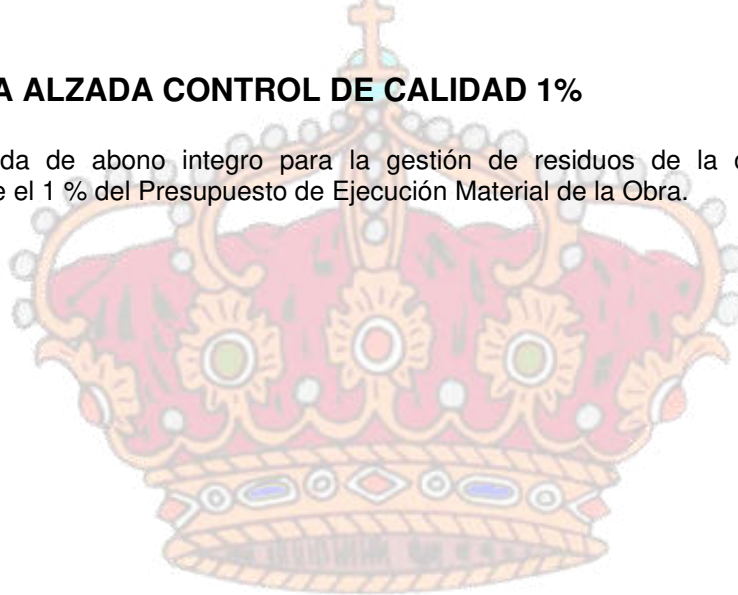 A ALZADA CONTROL DE CALIDAD 1%
da de abono integro para la gestión de residuos de la
e el 1 % del Presupuesto de Ejecución Material de la Obra.